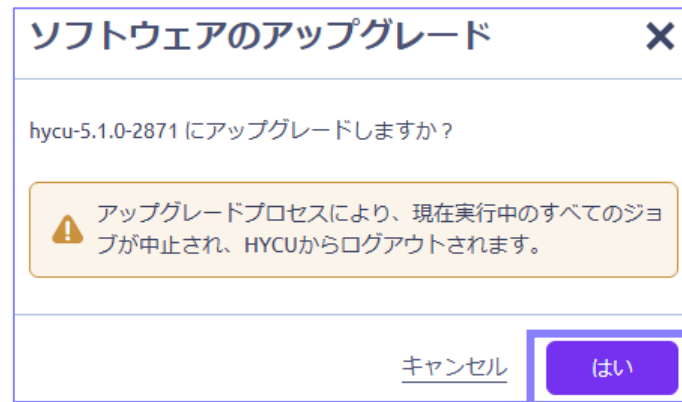 ソフトウェアのアップグレード
hycu-5.1.0-2871 にアップグレードしますか？
アップグレードプロセスにより、現在実行中のすべてのジョ
ブが中止され、HYCUからログアウトされます。
キャンセル
はい